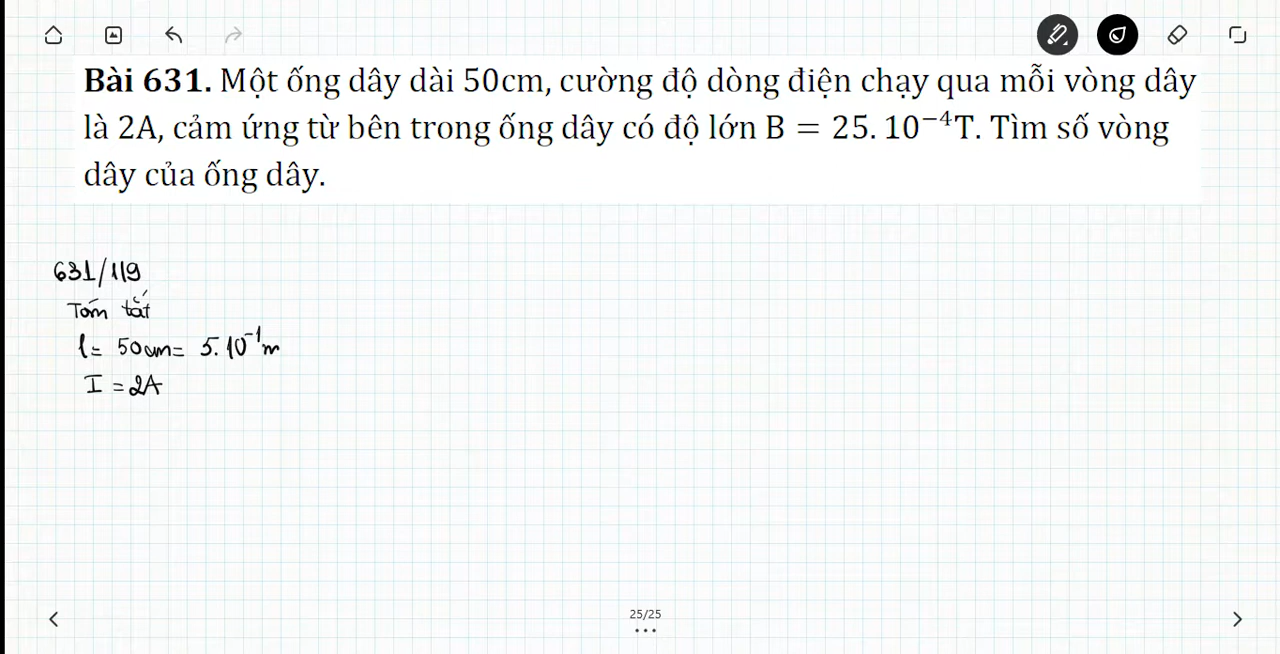 Bài 631. Một ống dây dài 50cm, cường độ dòng điện chạy qua mỗi vòng dây
là 2A, cảm ứng từ bên trong ống dây có độ lớn B = 25. 10⁻⁴T. Tìm số vòng
dây của ống dây.
631/119
Tóm tắt
l = 50cm = 5.10⁻¹m
I = 2A
25/25